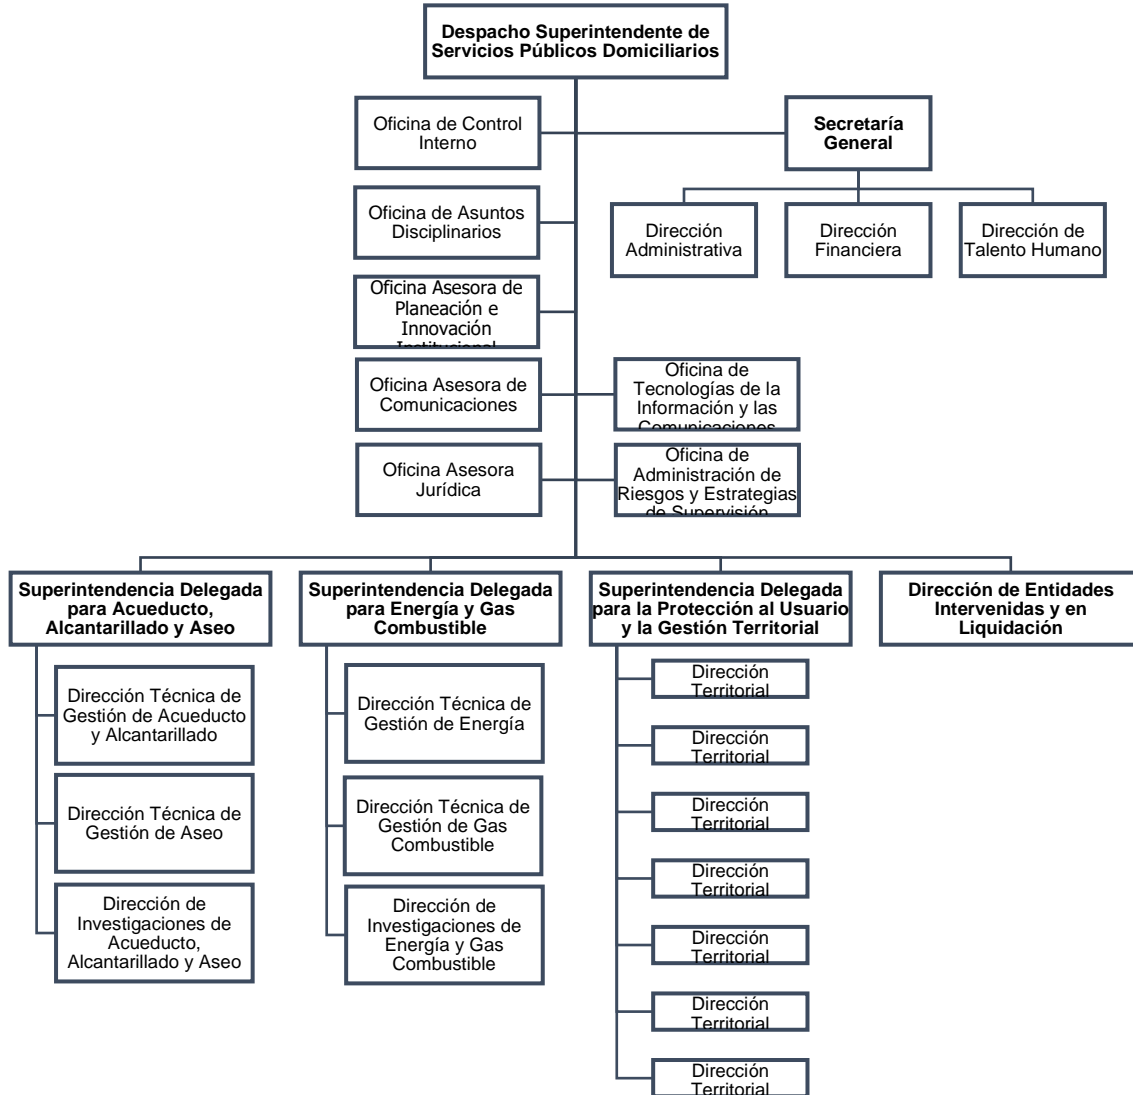 Despacho Superintendente de
Servicios Públicos Domiciliarios
Oficina de Control
Interno
Secretaría
General
Oficina de Asuntos
Disciplinarios
Dirección
Administrativa
Dirección
Financiera
Dirección de
Talento Humano
Oficina Asesora de
Planeación e
Innovación
Institucional
Oficina Asesora de
Comunicaciones
Oficina de
Tecnologías de la
Información y las
Comunicaciones
Oficina Asesora
Jurídica
Oficina de
Administración de
Riesgos y Estrategias
de Supervisión
Superintendencia Delegada
para Acueducto,
Alcantarillado y Aseo
Superintendencia Delegada
para Energía y Gas
Combustible
Superintendencia Delegada
para la Protección al Usuario
y la Gestión Territorial
Dirección de Entidades
Intervenidas y en
Liquidación
Dirección Técnica de
Gestión de Acueducto
y Alcantarillado
Dirección Técnica de
Gestión de Aseo
Dirección de
Investigaciones de
Acueducto,
Alcantarillado y Aseo
Dirección Técnica de
Gestión de Energía
Dirección Técnica de
Gestión de Gas
Combustible
Dirección de
Investigaciones de
Energía y Gas
Combustible
Dirección
Territorial
Dirección
Territorial
Dirección
Territorial
Dirección
Territorial
Dirección
Territorial
Dirección
Territorial
Dirección
Territorial